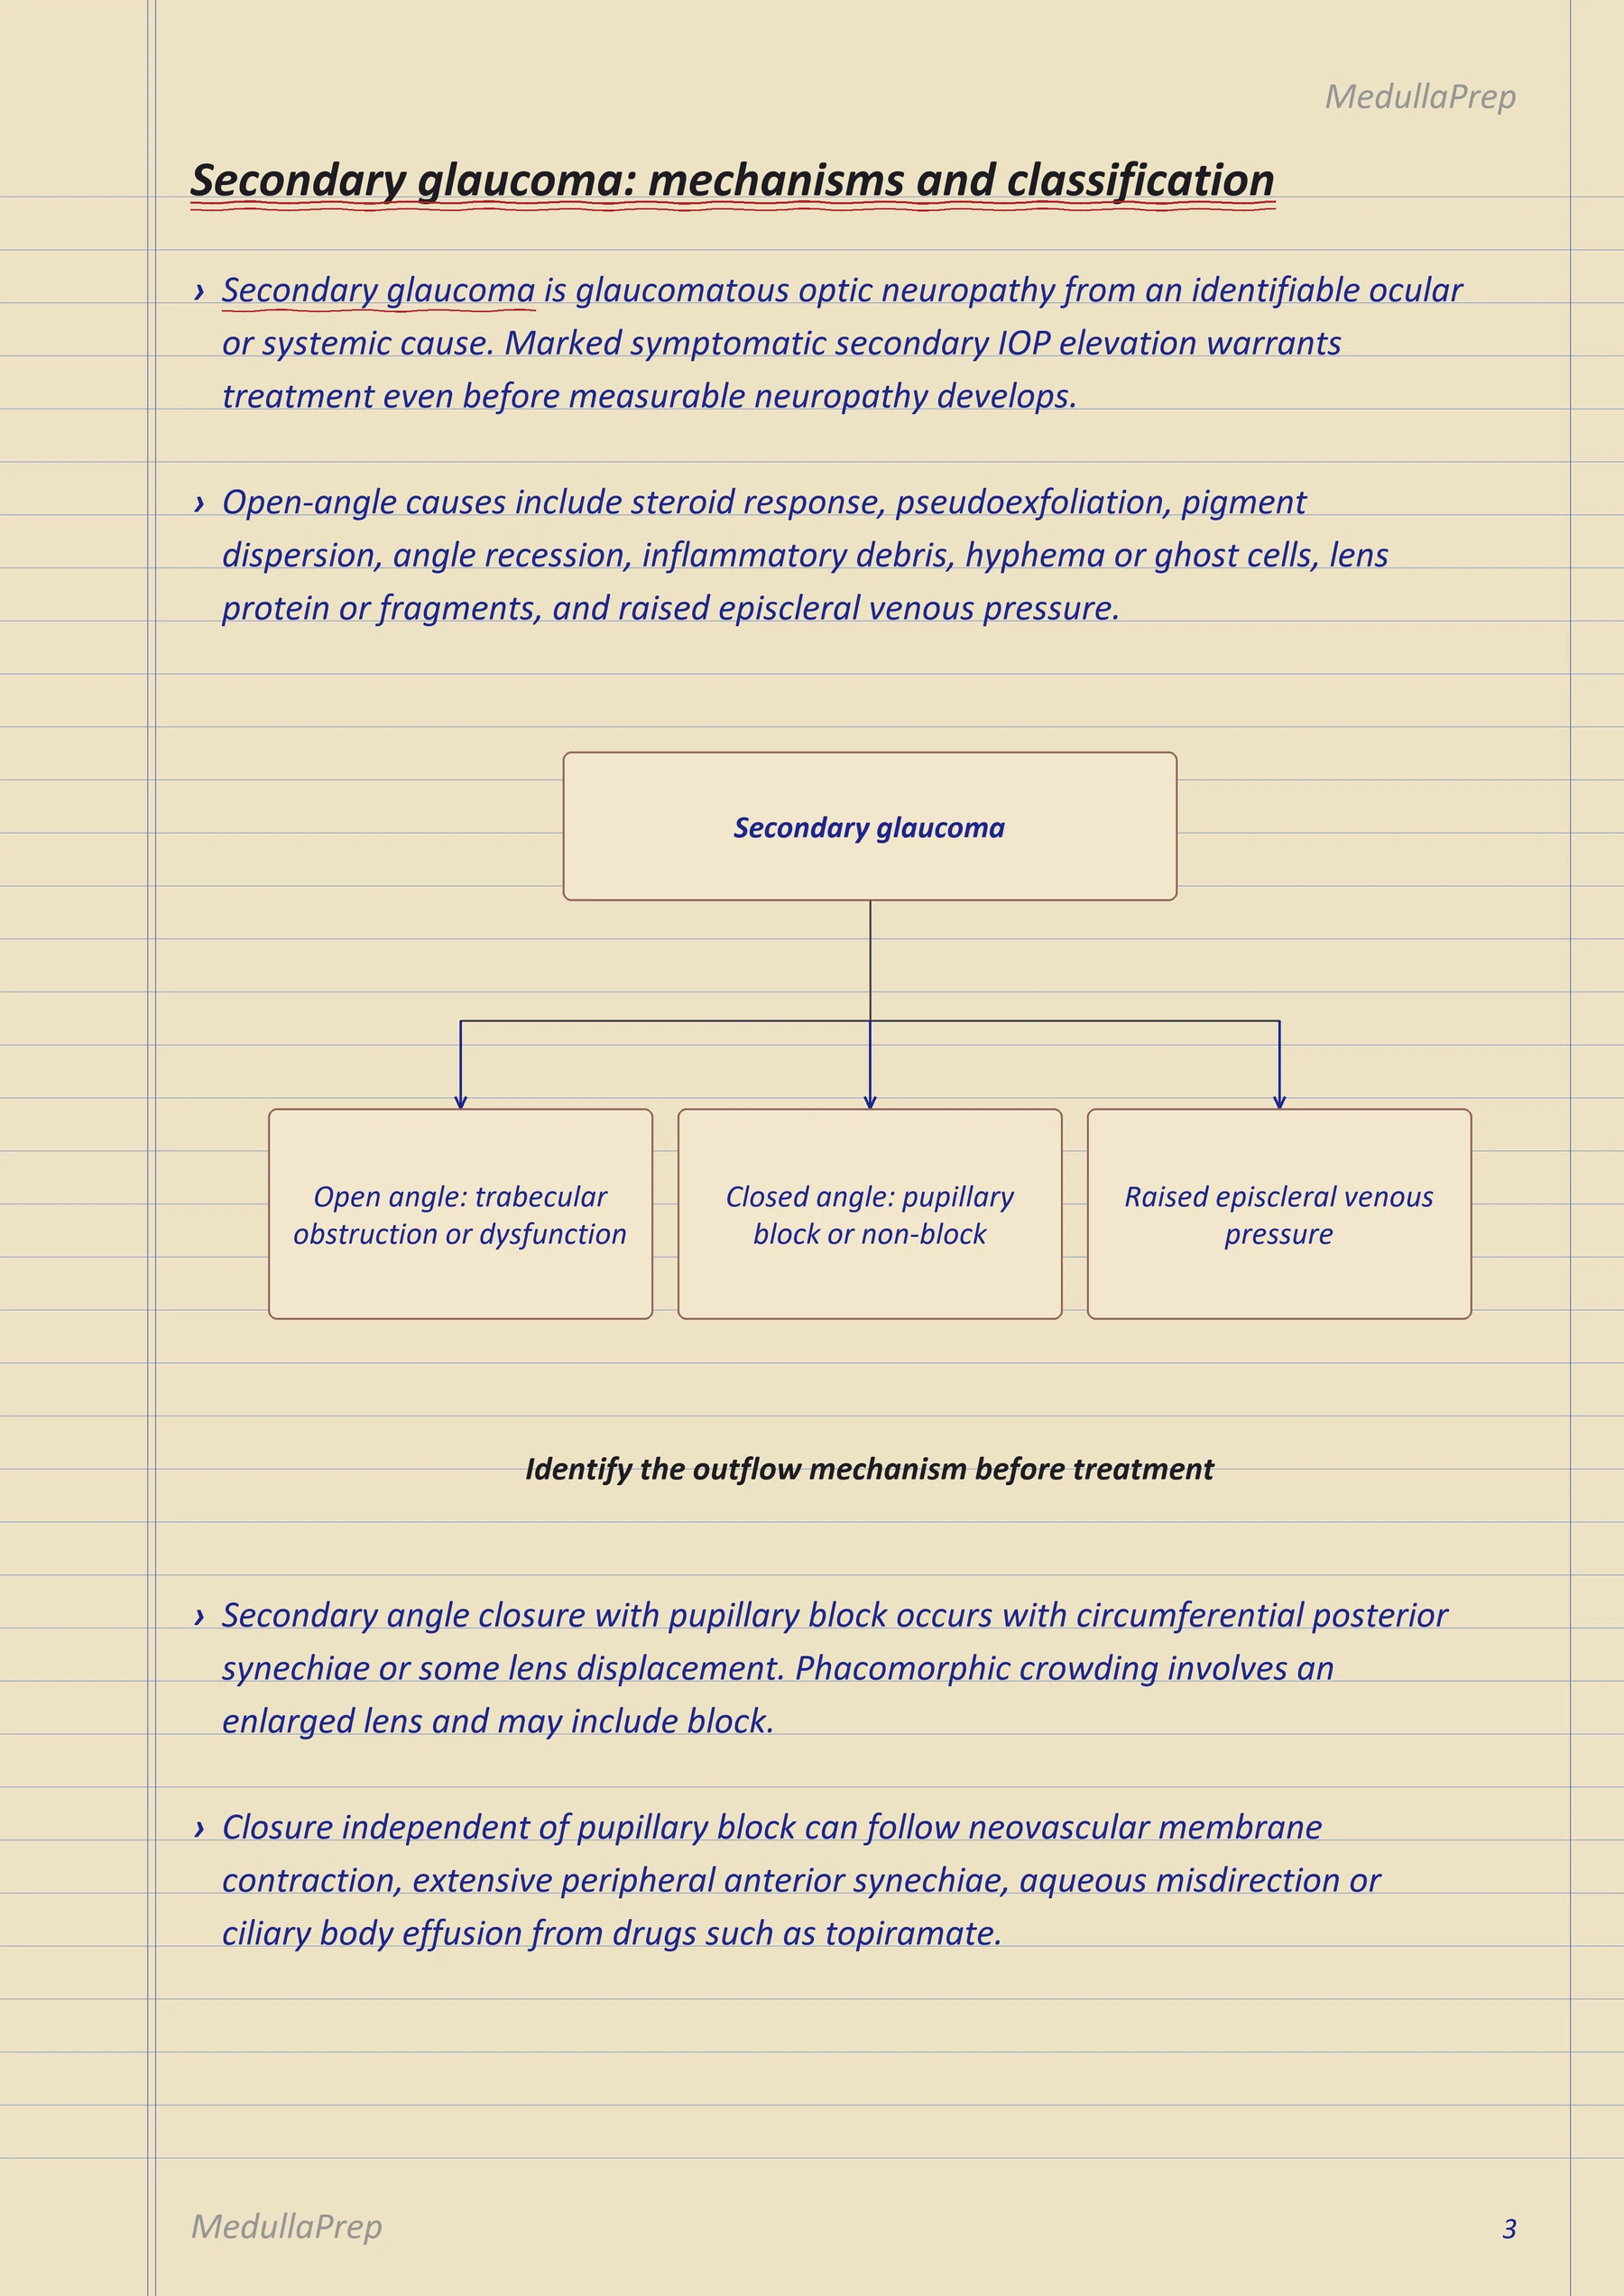 MedullaPrep
Secondary glaucoma: mechanisms and classification
› Secondary glaucoma is glaucomatous optic neuropathy from an identifiable ocular
or systemic cause. Marked symptomatic secondary IOP elevation warrants
treatment even before measurable neuropathy develops.
› Open-angle causes include steroid response, pseudoexfoliation, pigment
dispersion, angle recession, inflammatory debris, hyphema or ghost cells, lens
protein or fragments, and raised episcleral venous pressure.
Secondary glaucoma
Open angle: trabecular
obstruction or dysfunction
Closed angle: pupillary
block or non-block
Raised episcleral venous
pressure
Identify the outflow mechanism before treatment
› Secondary angle closure with pupillary block occurs with circumferential posterior
synechiae or some lens displacement. Phacomorphic crowding involves an
enlarged lens and may include block.
› Closure independent of pupillary block can follow neovascular membrane
contraction, extensive peripheral anterior synechiae, aqueous misdirection or
ciliary body effusion from drugs such as topiramate.
MedullaPrep
3